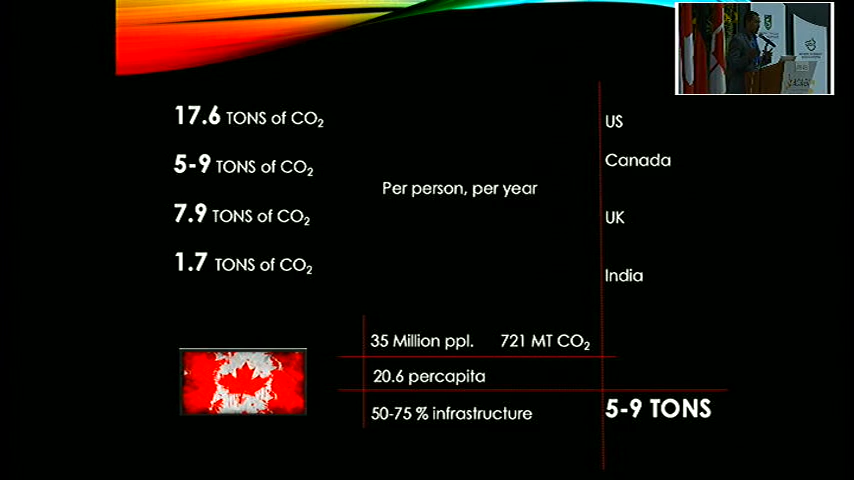 17.6 TONS of CO₂
US
5-9 TONS of CO₂
Canada
Per person, per year
7.9 TONS of CO₂
UK
1.7 TONS of CO₂
India
35 Million ppl. 721 MT CO₂
20.6 percapita
50-75 % infrastructure
5-9 TONS